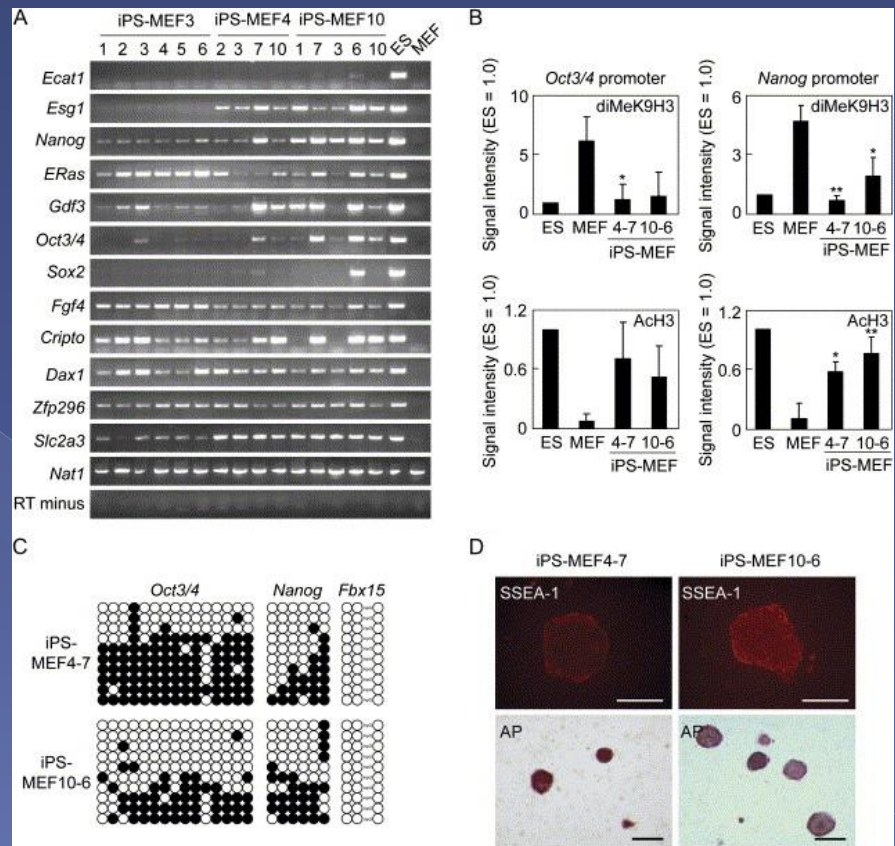 A
iPS-MEF3 iPS-MEF4 iPS-MEF10
1 2 3 4 5 6 2 3 7 10 1 7 3 6 10 ES MEF
Ecat1
Esg1
Nanog
ERas
Gdf3
Oct3/4
Sox2
Fgf4
Cripto
Dax1
Zfp296
Slc2a3
Nat1
RT minus
B
Oct3/4 promoter
diMeK9H3
Signal intensity (ES = 1.0)
10
5
0
*
ES MEF 4-7 10-6
iPS-MEF
Nanog promoter
diMeK9H3
Signal intensity (ES = 1.0)
6
3
0
** *
ES MEF 4-7 10-6
iPS-MEF
AcH3
Signal intensity (ES = 1.0)
1.2
0.6
0
ES MEF 4-7 10-6
iPS-MEF
AcH3
Signal intensity (ES = 1.0)
1.2
0.6
0
* **
ES MEF 4-7 10-6
iPS-MEF
C
Oct3/4 Nanog Fbx15
iPS-
MEF4-7
iPS-
MEF10-6
D
iPS-MEF4-7 iPS-MEF10-6
SSEA-1 SSEA-1
AP AP